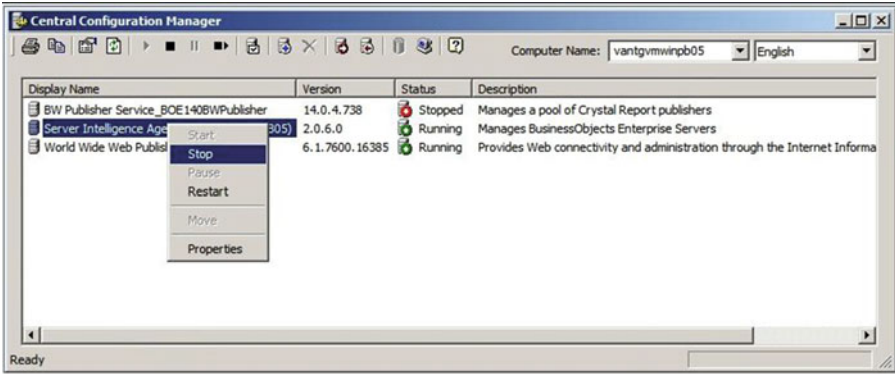 Central Configuration Manager
Computer Name: vantgvmwinpb05 English
Display Name Version Status Description
BW Publisher Service_BOE140BWPublisher 14.0.4.738 Stopped Manages a pool of Crystal Report publishers
Server Intelligence Age B05) 2.0.6.0 Running Manages BusinessObjects Enterprise Servers
World Wide Web Publis 6.1.7600.16385 Running Provides Web connectivity and administration through the Internet Informa
Start
Stop
Pause
Restart
Move
Properties
Ready